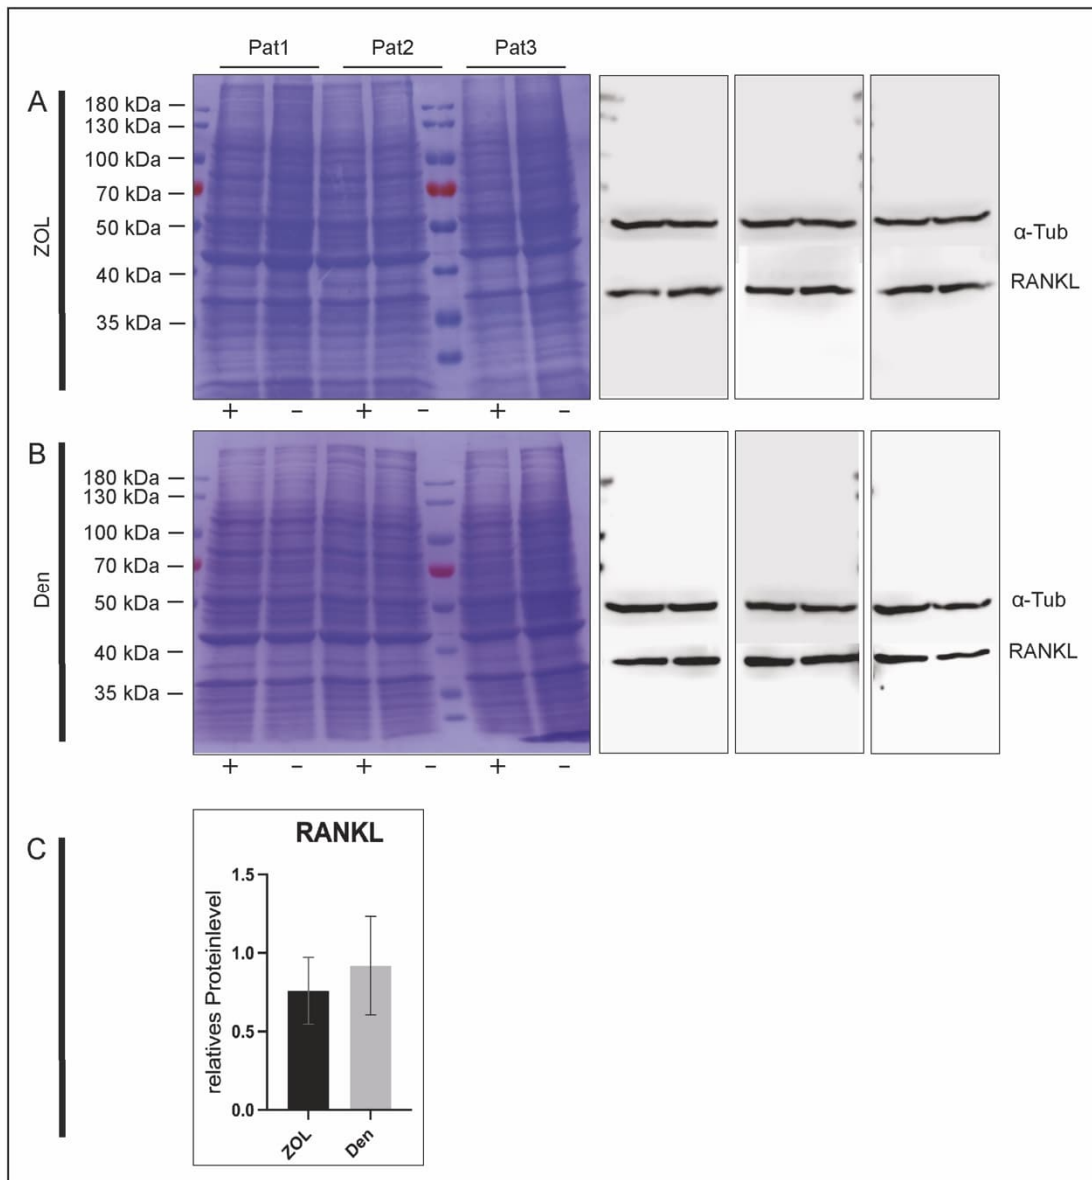 Pat1 Pat2 Pat3
A
ZOL
180 kDa
130 kDa
100 kDa
70 kDa
50 kDa
40 kDa
35 kDa
α-Tub
RANKL
+ − + − + −
B
Den
180 kDa
130 kDa
100 kDa
70 kDa
50 kDa
40 kDa
35 kDa
α-Tub
RANKL
+ − + − + −
C
RANKL
relatives Proteinlevel
1.5
1.0
0.5
0.0
ZOL Den